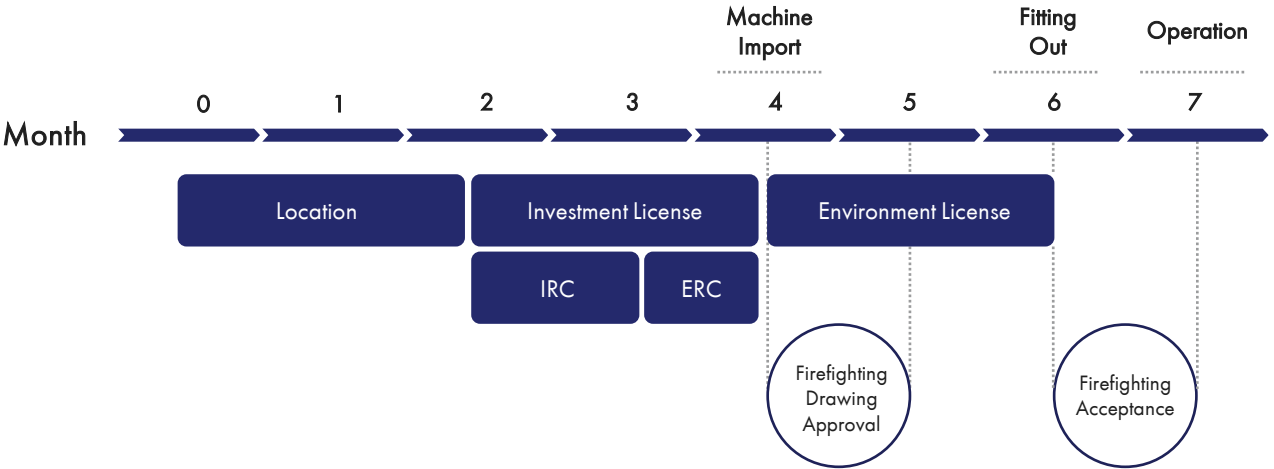 Machine
Import
Fitting
Out
Operation
0 1 2 3 4 5 6 7
Month
Location
Investment License
Environment License
IRC
ERC
Firefighting
Drawing
Approval
Firefighting
Acceptance